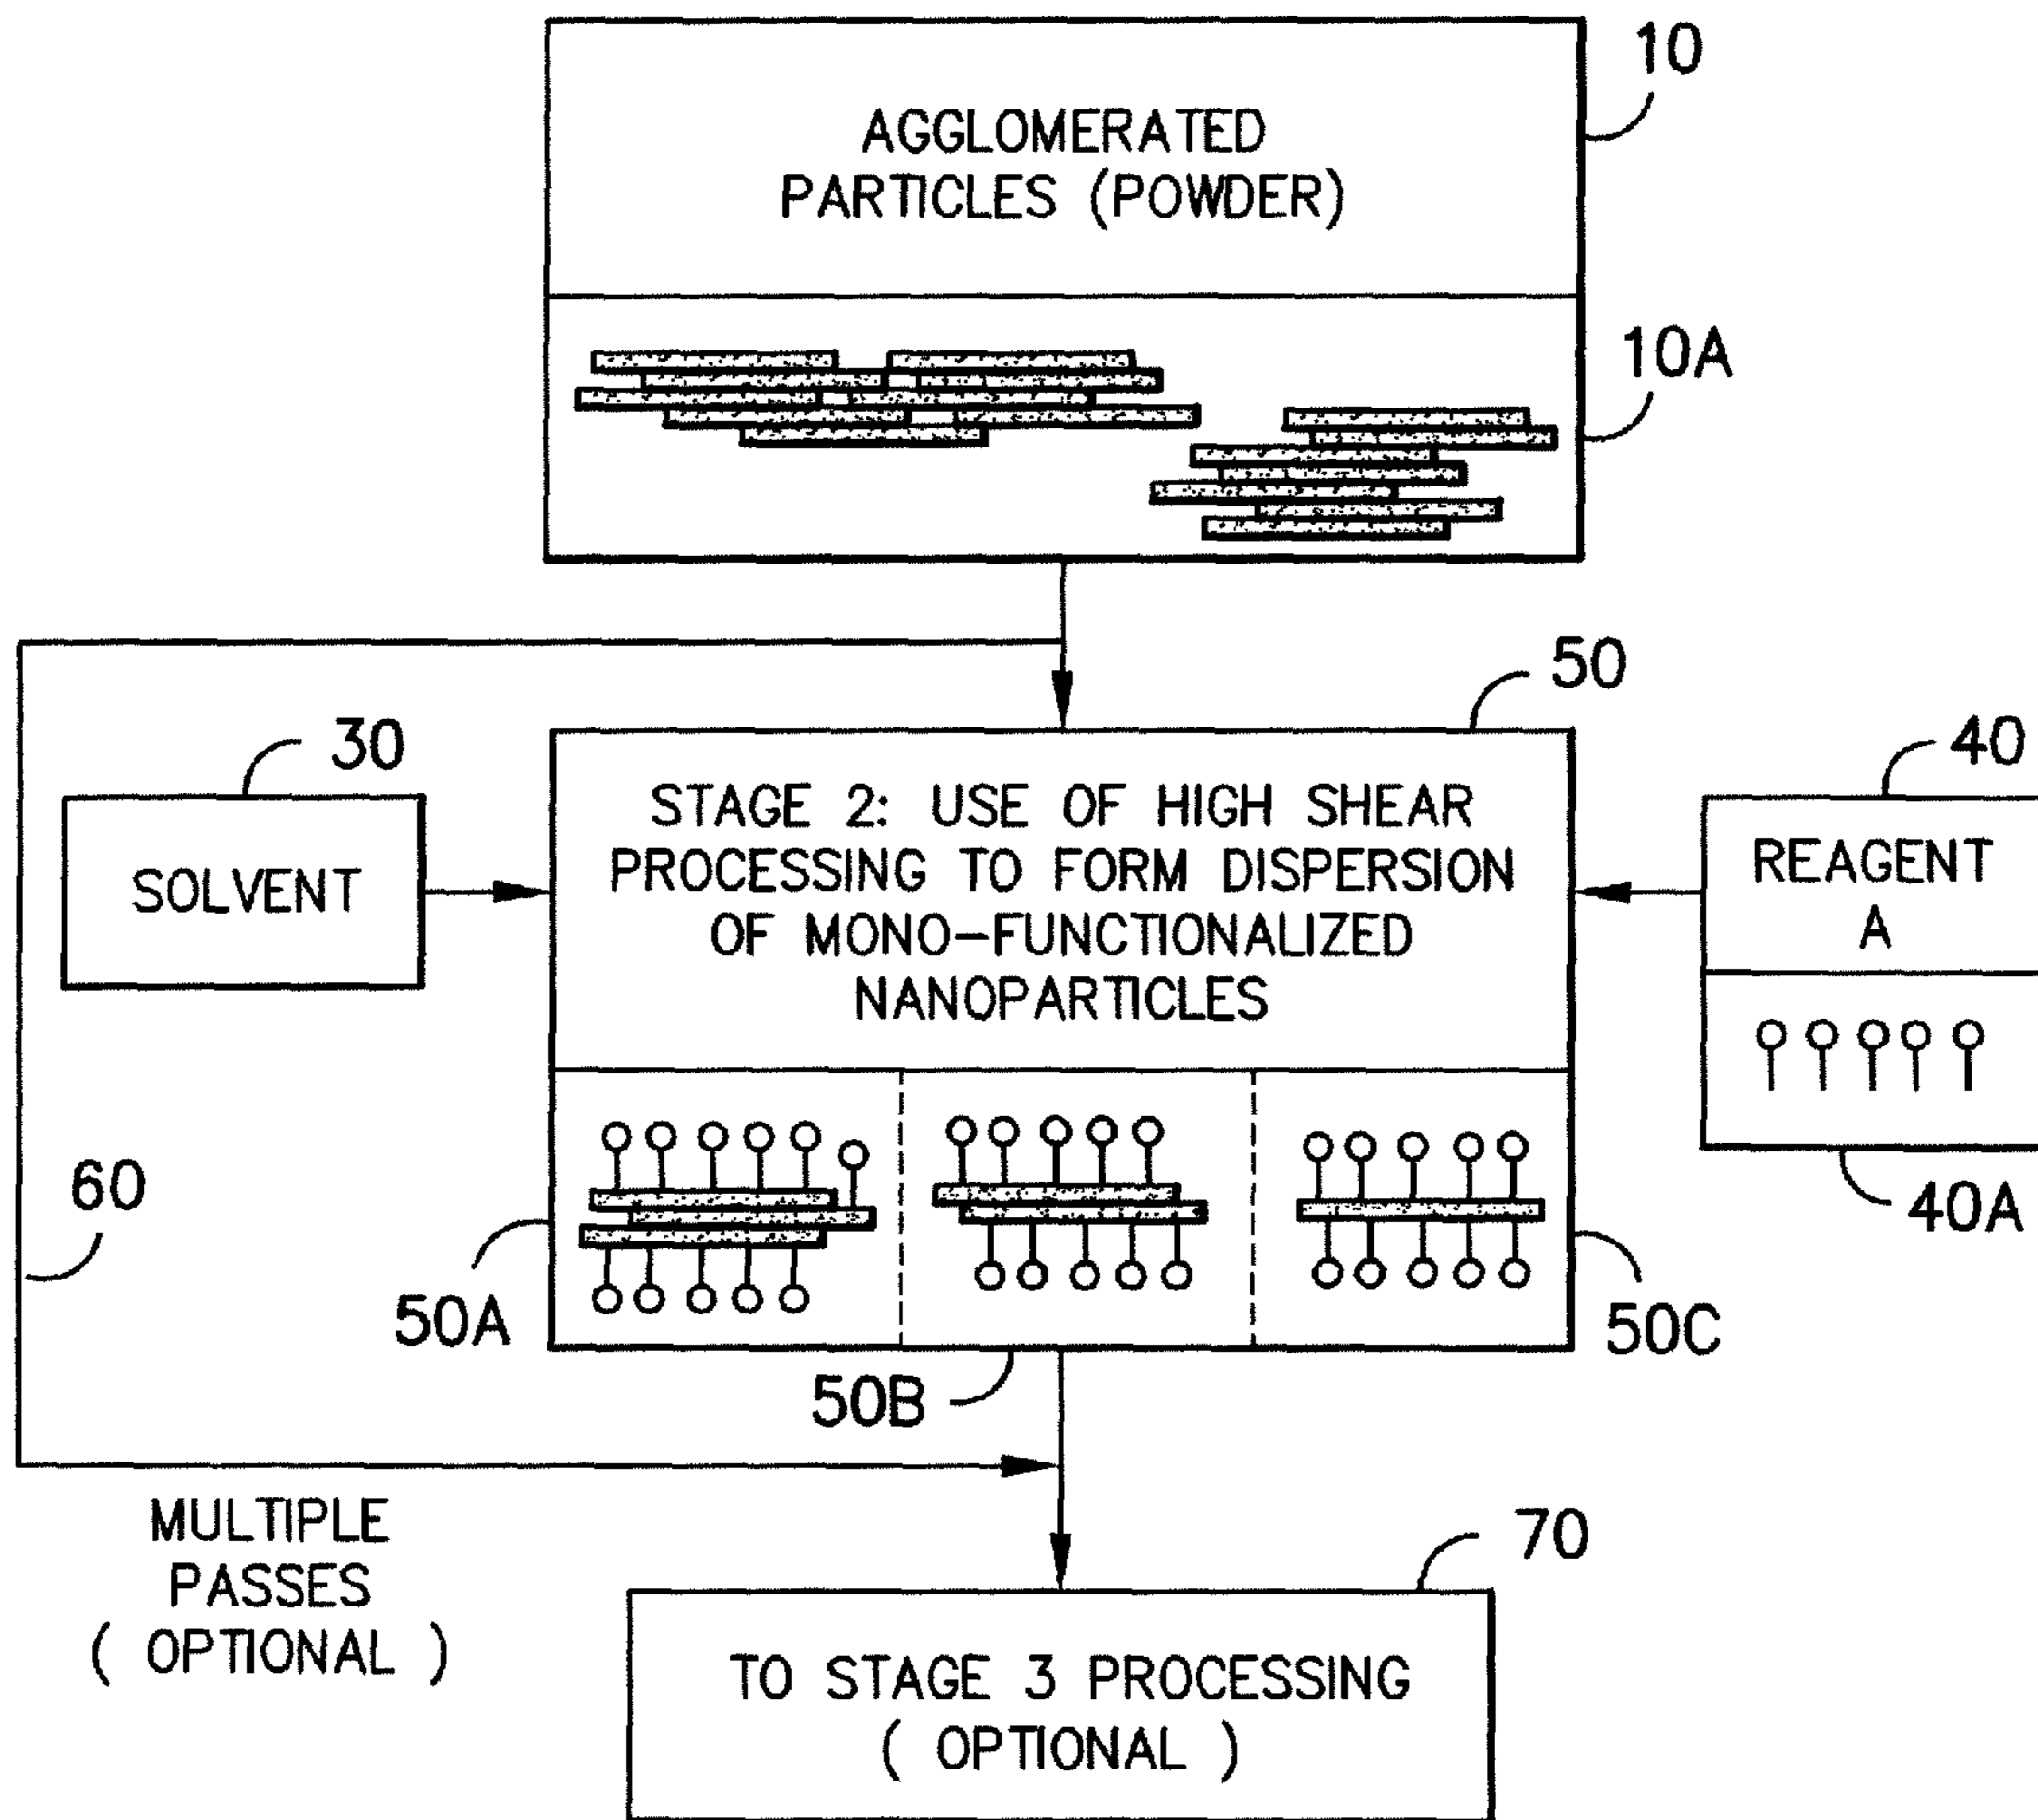 10
AGGLOMERATED
PARTICLES (POWDER)
10A
50
30
40
STAGE 2: USE OF HIGH SHEAR
PROCESSING TO FORM DISPERSION
OF MONO-FUNCTIONALIZED
NANOPARTICLES
SOLVENT
REAGENT
A
60
40A
50A
50C
50B
MULTIPLE
PASSES
( OPTIONAL )
70
TO STAGE 3 PROCESSING
( OPTIONAL )